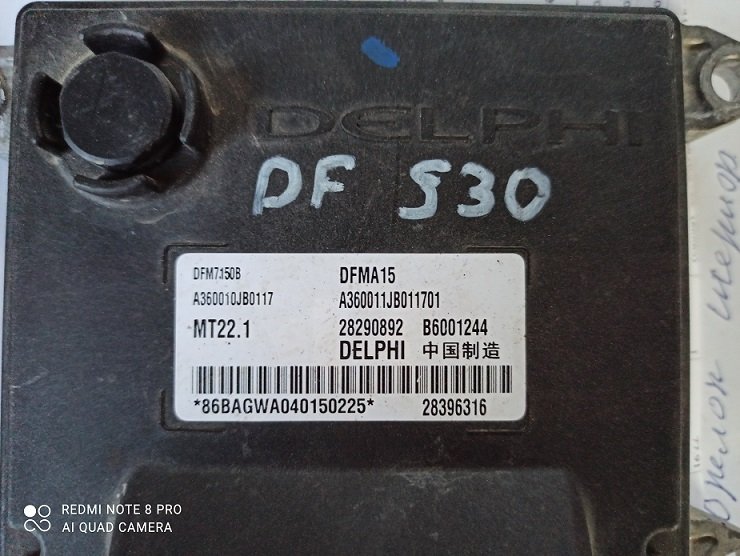 DELPHI
DF S30
DFM7150B DFMA15
A360010JB0117 A360011JB011701
MT22.1 28290892 B6001244
DELPHI 中国制造
*86BAGWA040150225* 28396316
REDMI NOTE 8 PRO
AI QUAD CAMERA